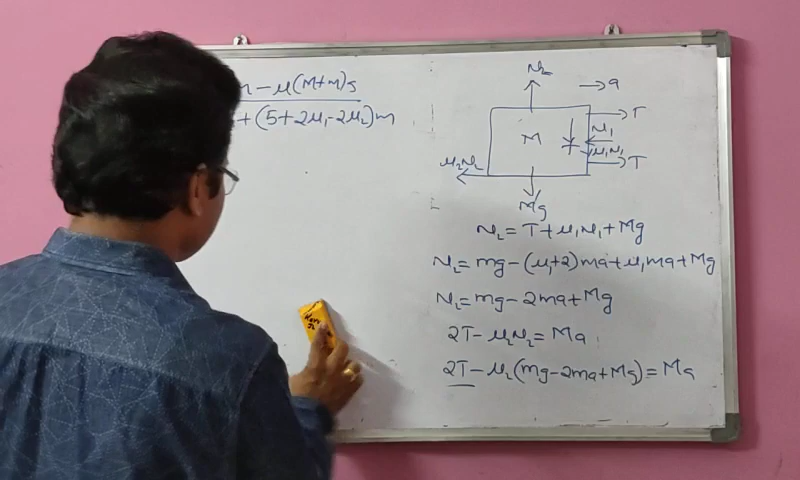 m - μ(M+m)g
+ (5+2μ₁-2μ₂)m
N₂
→a
T
M
N₁
μ₁N₁
μ₂N₂
T
Mg
N₂ = T + μ₁N₁ + Mg
N₂ = mg - (μ₁+2)ma + μ₁ma + Mg
N₂ = mg - 2ma + Mg
2T - μ₂N₂ = Ma
2T - μ₂(mg - 2ma + Mg) = Ma